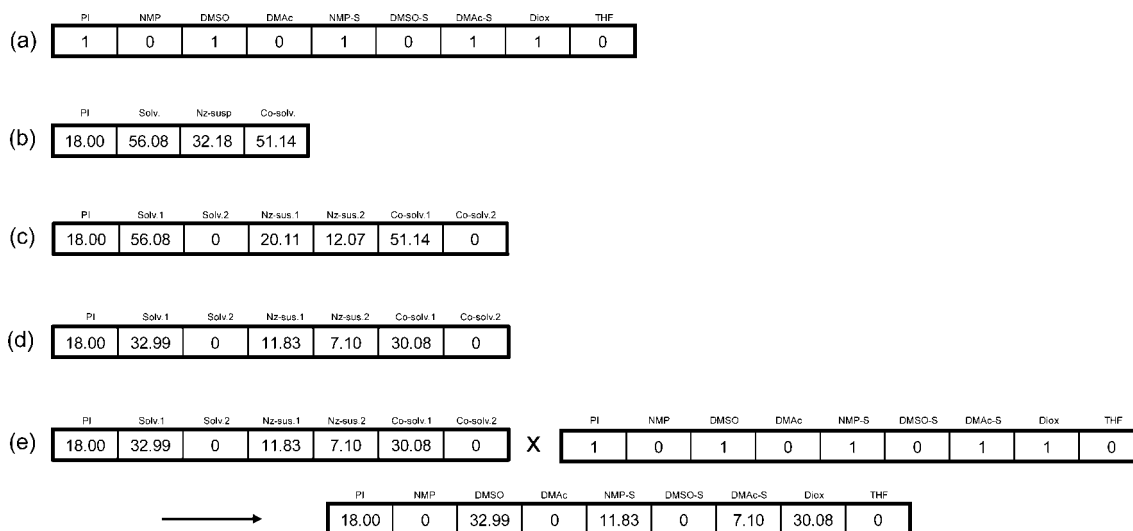 PI NMP DMSO DMAc NMP-S DMSO-S DMAc-S Diox THF
(a) 1 0 1 0 1 0 1 1 0
PI Solv. Nz-susp Co-solv.
(b) 18.00 56.08 32.18 51.14
PI Solv.1 Solv.2 Nz-sus.1 Nz-sus.2 Co-solv.1 Co-solv.2
(c) 18.00 56.08 0 20.11 12.07 51.14 0
PI Solv.1 Solv.2 Nz-sus.1 Nz-sus.2 Co-solv.1 Co-solv.2
(d) 18.00 32.99 0 11.83 7.10 30.08 0
PI Solv.1 Solv.2 Nz-sus.1 Nz-sus.2 Co-solv.1 Co-solv.2 PI NMP DMSO DMAc NMP-S DMSO-S DMAc-S Diox THF
(e) 18.00 32.99 0 11.83 7.10 30.08 0 X 1 0 1 0 1 0 1 1 0
PI NMP DMSO DMAc NMP-S DMSO-S DMAc-S Diox THF
18.00 0 32.99 0 11.83 0 7.10 30.08 0